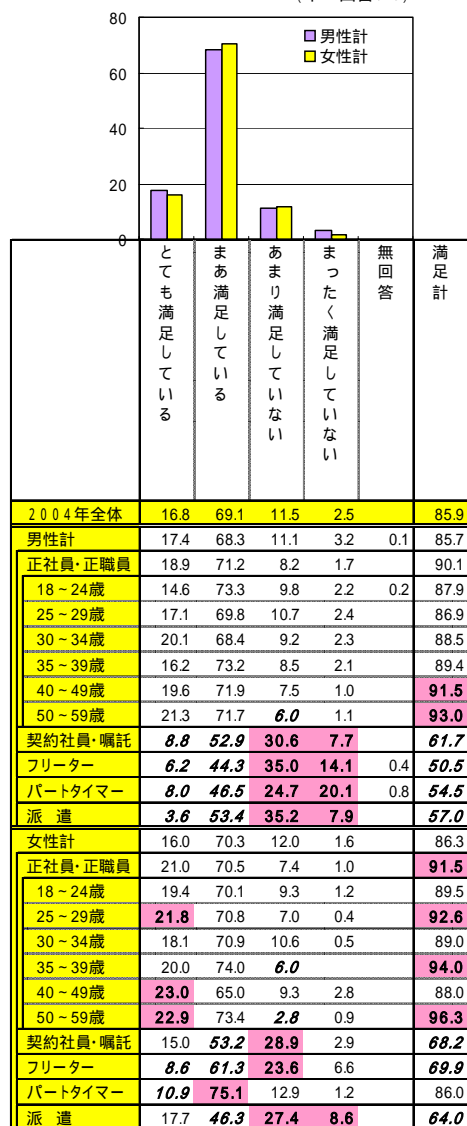 80
60
40
20
0
男性計
女性計
とても満足している
まあ満足している
あまり満足していない
まったく満足していない
無回答
満足計
2004年全体 16.8 69.1 11.5 2.5 85.9
男性計 17.4 68.3 11.1 3.2 0.1 85.7
正社員・正職員 18.9 71.2 8.2 1.7 90.1
18~24歳 14.6 73.3 9.8 2.2 0.2 87.9
25~29歳 17.1 69.8 10.7 2.4 86.9
30~34歳 20.1 68.4 9.2 2.3 88.5
35~39歳 16.2 73.2 8.5 2.1 89.4
40~49歳 19.6 71.9 7.5 1.0 91.5
50~59歳 21.3 71.7 6.0 1.1 93.0
契約社員・嘱託 8.8 52.9 30.6 7.7 61.7
フリーター 6.2 44.3 35.0 14.1 0.4 50.5
パートタイマー 8.0 46.5 24.7 20.1 0.8 54.5
派 遣 3.6 53.4 35.2 7.9 57.0
女性計 16.0 70.3 12.0 1.6 86.3
正社員・正職員 21.0 70.5 7.4 1.0 91.5
18~24歳 19.4 70.1 9.3 1.2 89.5
25~29歳 21.8 70.8 7.0 0.4 92.6
30~34歳 18.1 70.9 10.6 0.5 89.0
35~39歳 20.0 74.0 6.0 94.0
40~49歳 23.0 65.0 9.3 2.8 88.0
50~59歳 22.9 73.4 2.8 0.9 96.3
契約社員・嘱託 15.0 53.2 28.9 2.9 68.2
フリーター 8.6 61.3 23.6 6.6 69.9
パートタイマー 10.9 75.1 12.9 1.2 86.0
派 遣 17.7 46.3 27.4 8.6 64.0